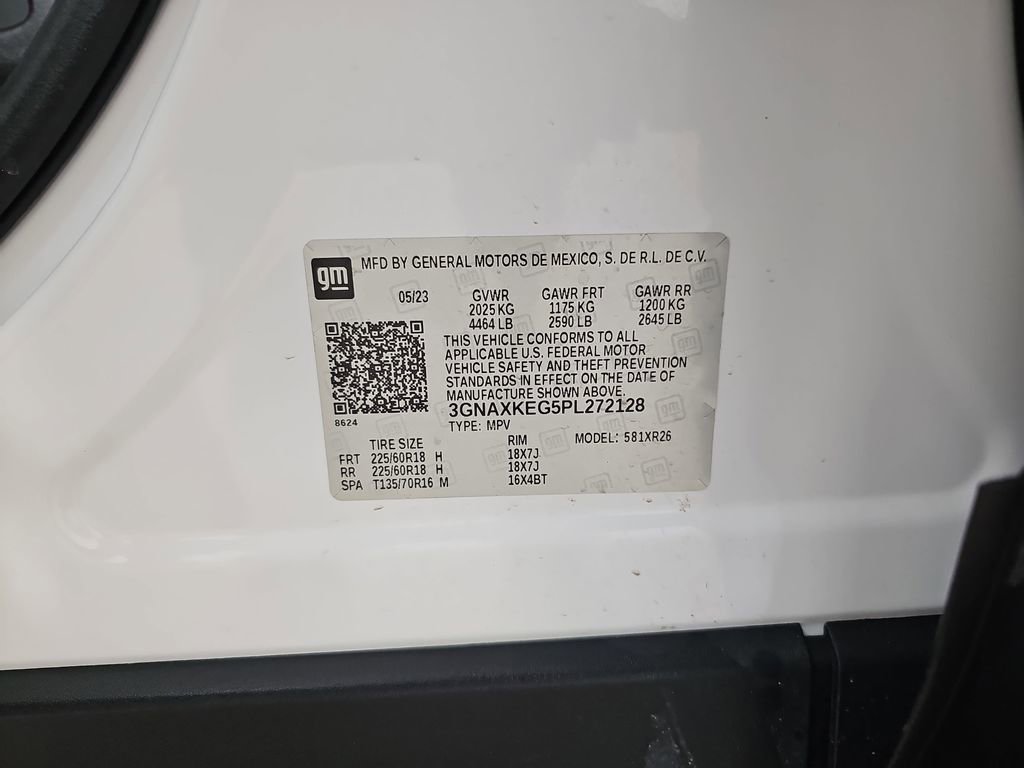 gm MFD BY GENERAL MOTORS DE MEXICO, S. DE R.L. DE C.V.
05/23 GVWR GAWR FRT GAWR RR
2025 KG 1175 KG 1200 KG
4464 LB 2590 LB 2645 LB
THIS VEHICLE CONFORMS TO ALL
APPLICABLE U.S. FEDERAL MOTOR
VEHICLE SAFETY AND THEFT PREVENTION
STANDARDS IN EFFECT ON THE DATE OF
MANUFACTURE SHOWN ABOVE.
3GNAXKEG5PL272128
8624 TYPE: MPV
TIRE SIZE RIM MODEL: 581XR26
FRT 225/60R18 H 18X7J
RR 225/60R18 H 18X7J
SPA T135/70R16 M 16X4BT